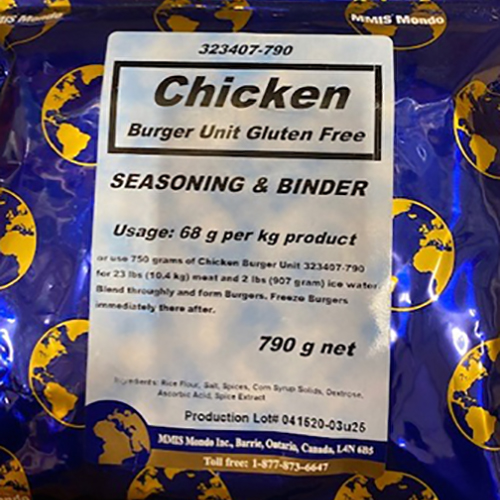 MMIS Mondo
323407-790
Chicken
Burger Unit Gluten Free
SEASONING & BINDER
Usage: 68 g per kg product
or use 750 grams of Chicken Burger Unit 323407-790
for 23 lbs (10.4 kg) meat and 2 lbs (907 gram) ice water
Blend throughly and form Burgers. Freeze Burgers
immediately there after.
790 g net
Ingredients: Rice Flour, Salt, Spices, Corn Syrup Solids, Dextrose,
Ascorbic Acid, Spice Extract
Production Lot# 041520-03u25
MMIS Mondo Inc., Barrie, Ontario, Canada, L4N 6B5
Toll free: 1-877-873-6647